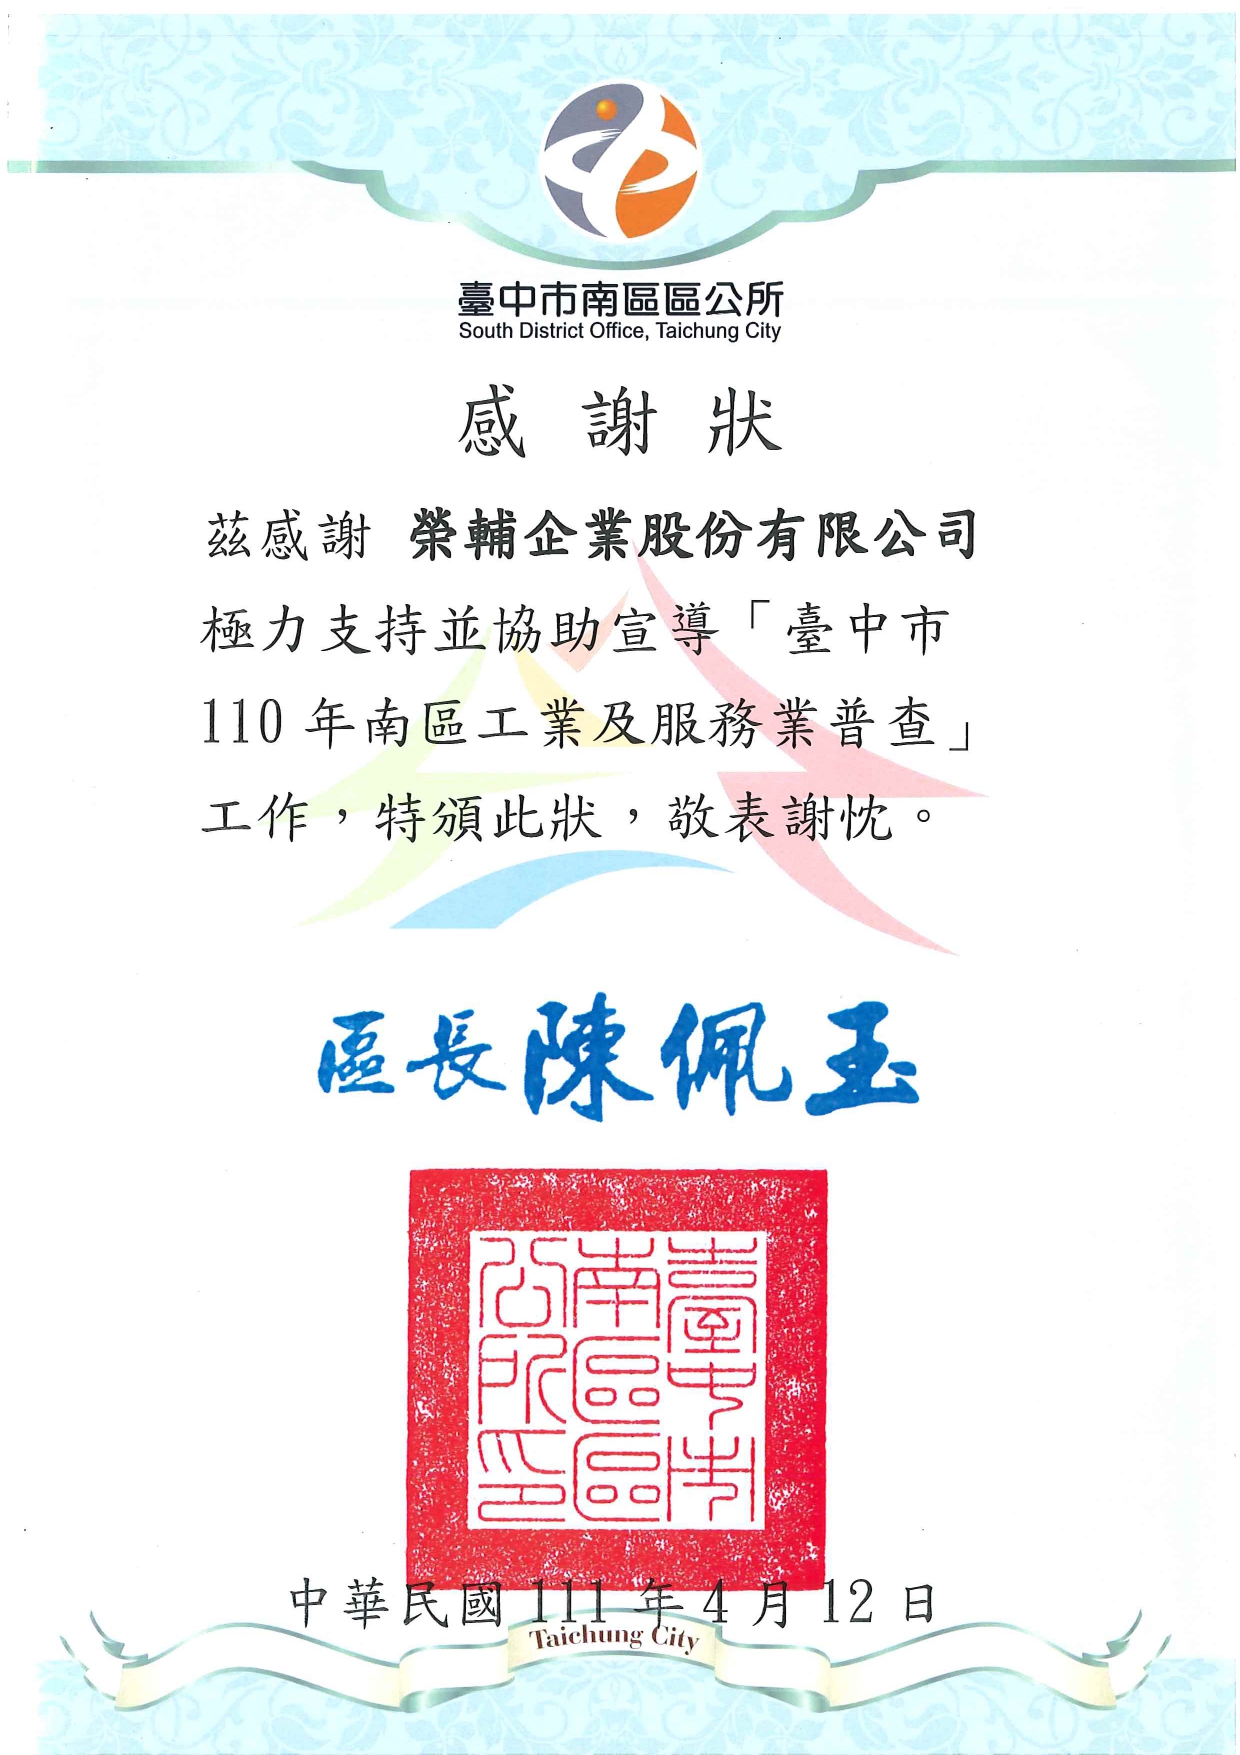 臺中市南區區公所
South District Office, Taichung City
感謝狀
茲感謝 榮輔企業股份有限公司
極力支持並協助宣導「臺中市
110 年南區工業及服務業普查」
工作，特頒此狀，敬表謝忱。
區長陳佩玉
臺中市
南區區
公所印
中華民國 111 年 4 月 12 日
Taichung City